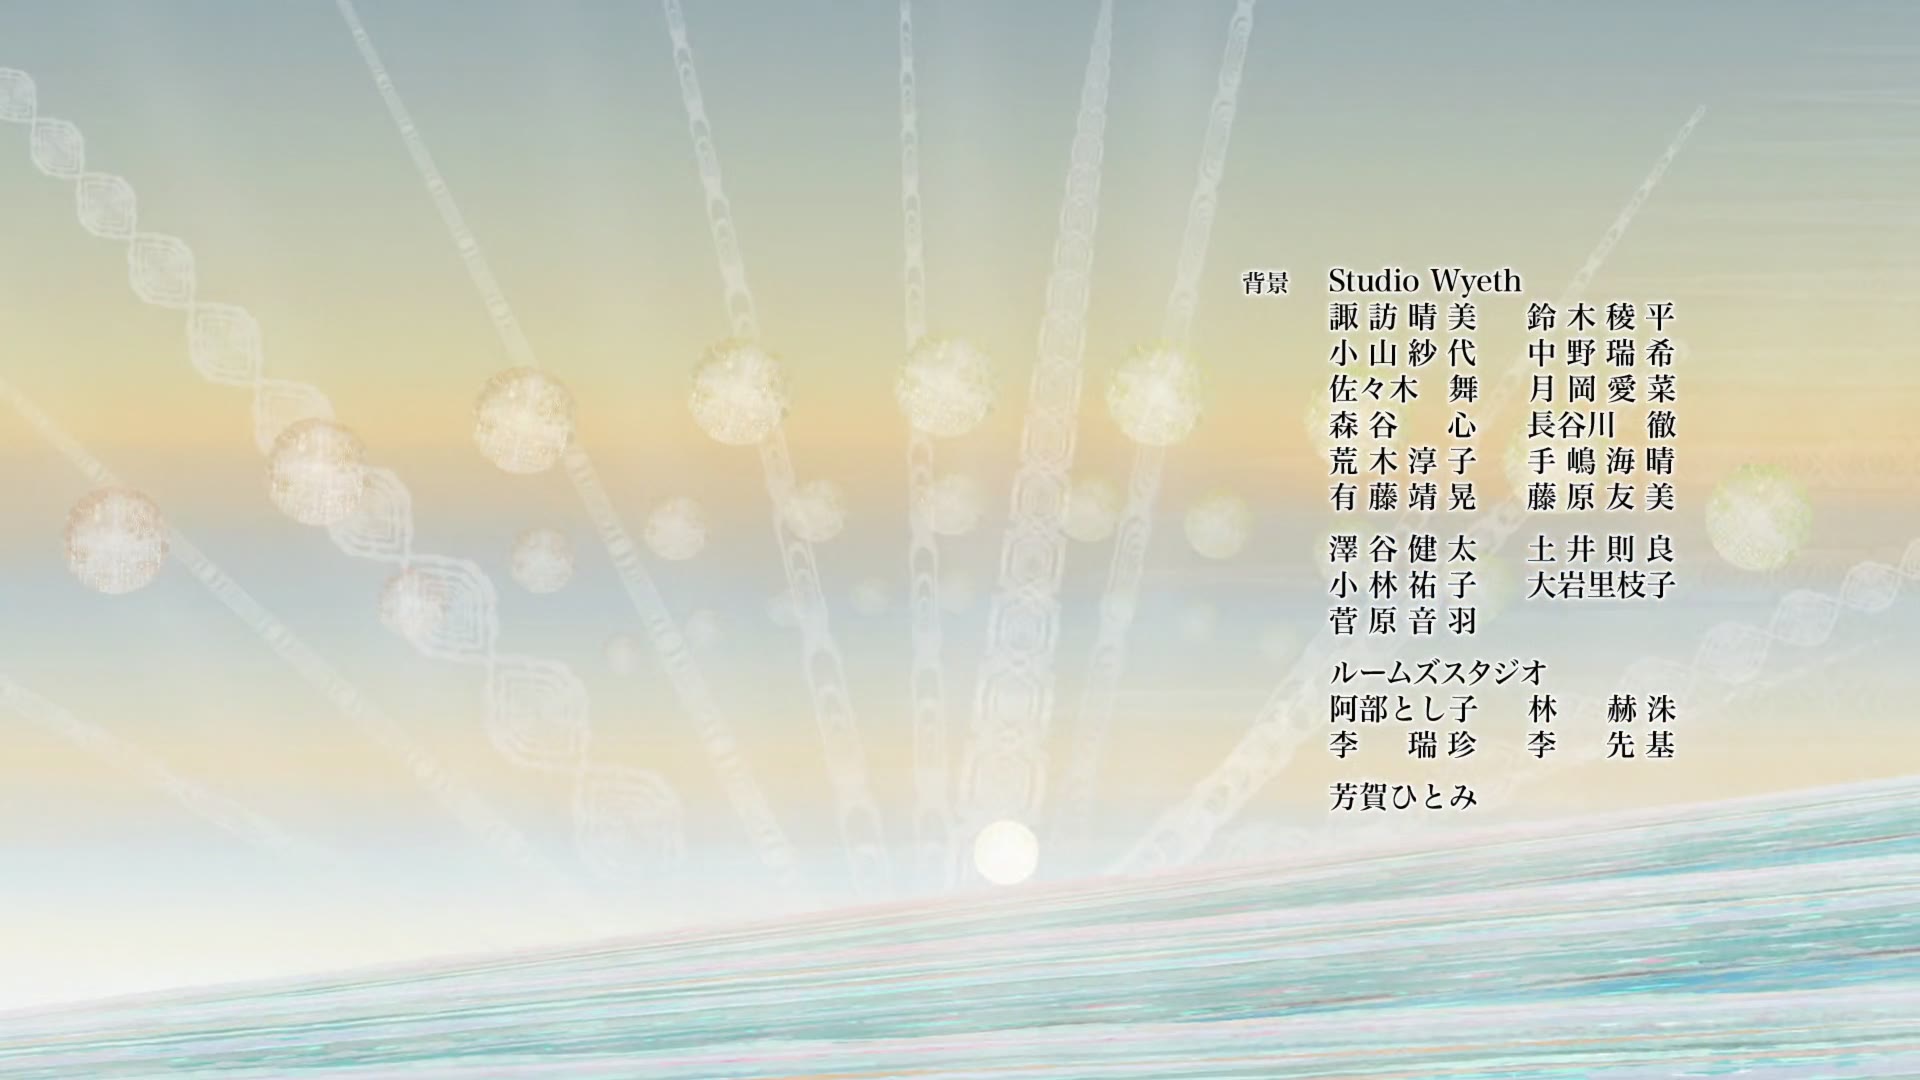 背景 Studio Wyeth
諏訪晴美 鈴木稜平
小山紗代 中野瑞希
佐々木 舞 月岡愛菜
森谷 心 長谷川 徹
荒木淳子 手嶋海晴
有藤靖晃 藤原友美
澤谷健太 土井則良
小林祐子 大岩里枝子
菅原音羽
ルームズスタジオ
阿部とし子 林 赫洙
李 瑞珍 李 先基
芳賀ひとみ